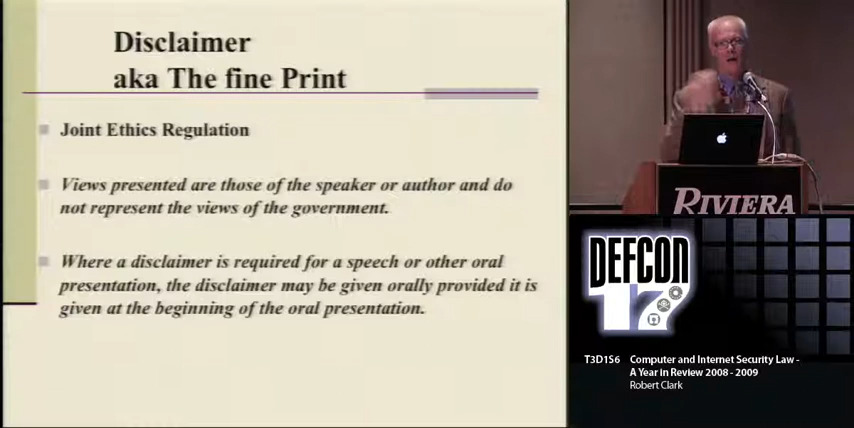 Disclaimer
aka The fine Print
Joint Ethics Regulation
Views presented are those of the speaker or author and do
not represent the views of the government.
Where a disclaimer is required for a speech or other oral
presentation, the disclaimer may be given orally provided it is
given at the beginning of the oral presentation.
RIVIERA
DEFCON
17
T3D1S6 Computer and Internet Security Law -
A Year in Review 2008 - 2009
Robert Clark